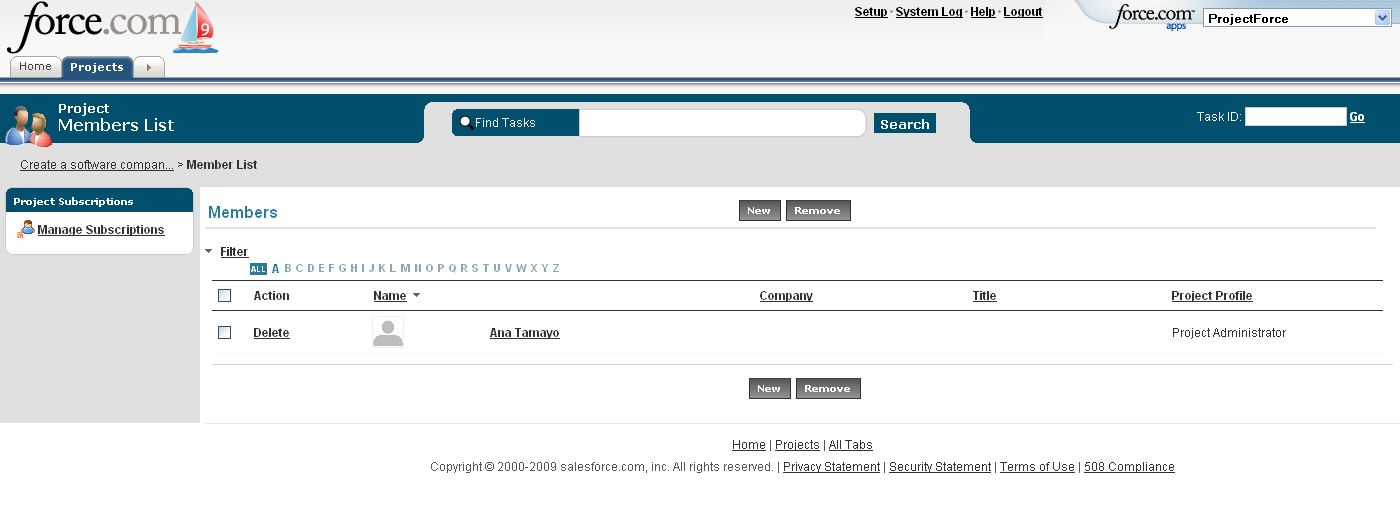 force.com 9
Setup · System Log · Help · Logout
force.com apps
ProjectForce
Home
Projects
Project
Members List
Find Tasks
Search
Task ID:
Go
Create a software compan... > Member List
Project Subscriptions
Manage Subscriptions
Members
New
Remove
Filter
ALL A B C D E F G H I J K L M N O P Q R S T U V W X Y Z
Action Name Company Title Project Profile
Delete Ana Tamayo Project Administrator
New
Remove
Home | Projects | All Tabs
Copyright © 2000-2009 salesforce.com, inc. All rights reserved. | Privacy Statement | Security Statement | Terms of Use | 508 Compliance